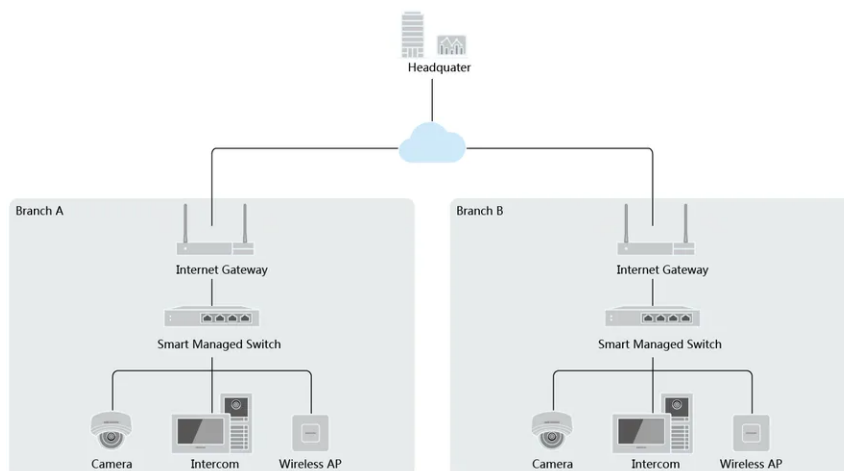 Headquater
Branch A
Branch B
Internet Gateway
Internet Gateway
Smart Managed Switch
Smart Managed Switch
Camera
Intercom
Wireless AP
Camera
Intercom
Wireless AP